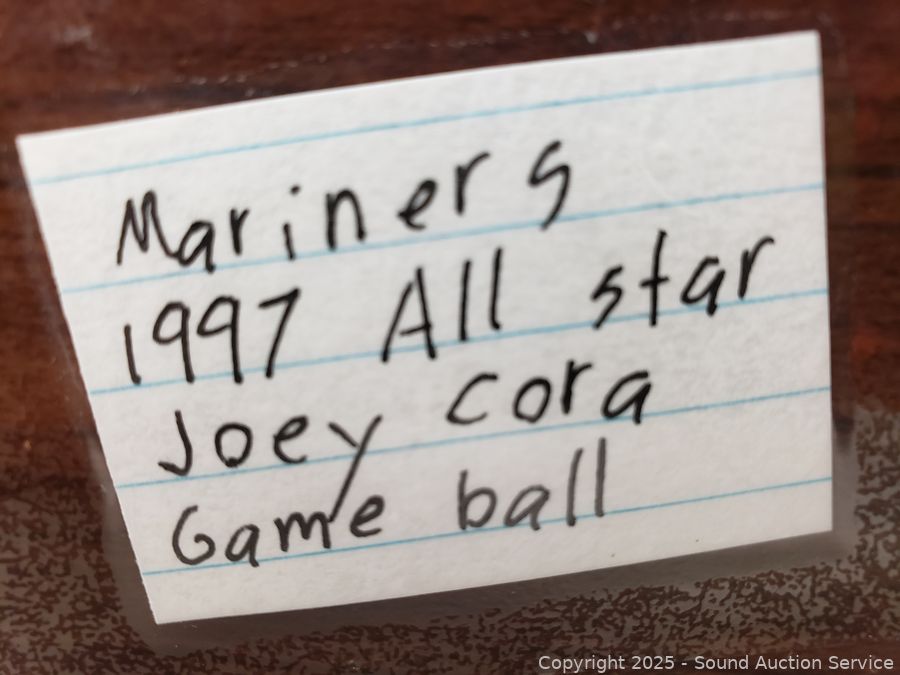 Mariners
1997 All star
Joey Cora
Game ball
Copyright 2025 - Sound Auction Service